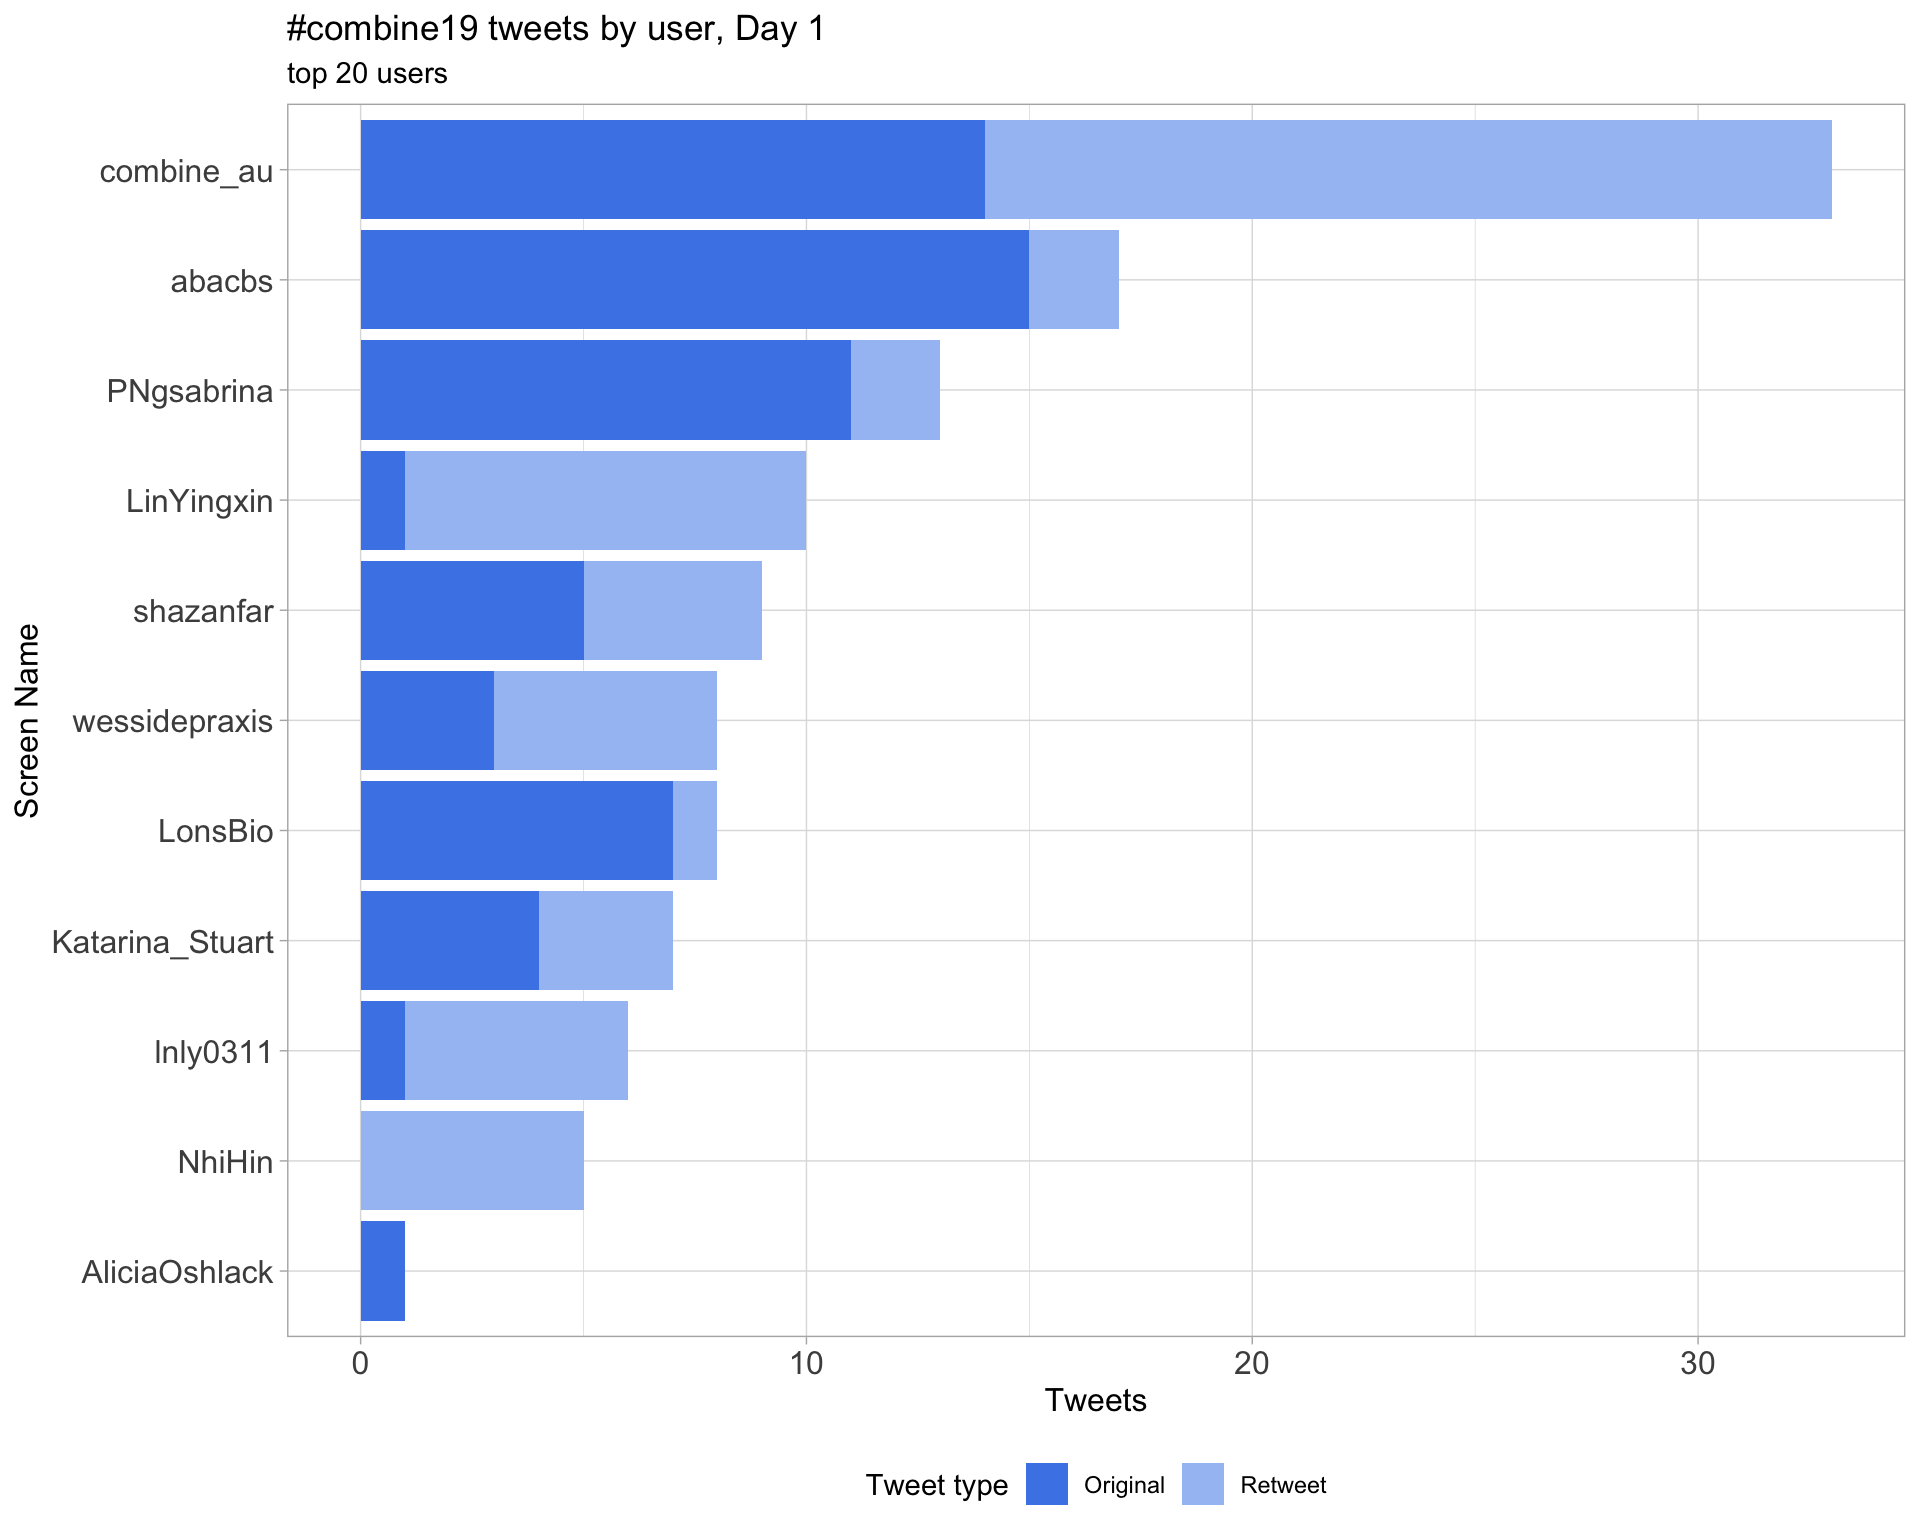 #combine19 tweets by user, Day 1
top 20 users
combine_au
abacbs
PNgsabrina
LinYingxin
shazanfar
wessidepraxis
LonsBio
Katarina_Stuart
lnly0311
NhiHin
AliciaOshlack
Screen Name
0 10 20 30
Tweets
Tweet type Original Retweet